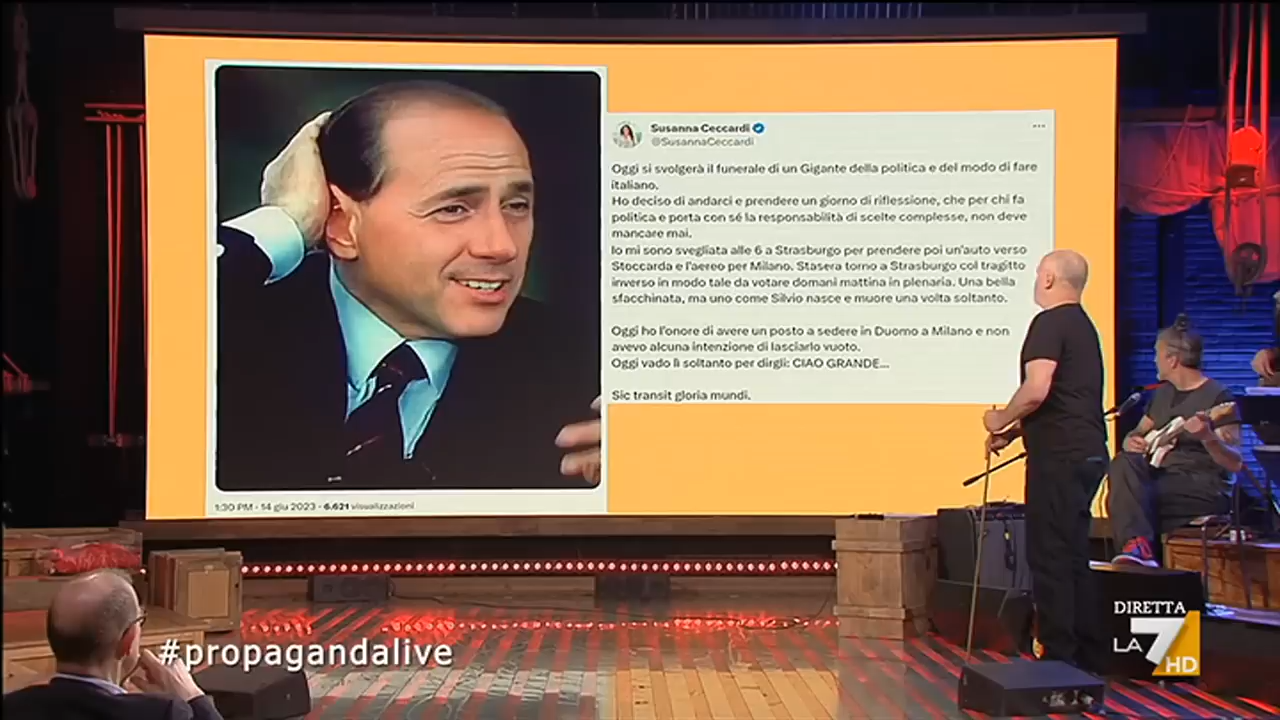 Susanna Ceccardi
@SusannaCeccardi
Oggi si svolgerà il funerale di un Gigante della politica e del modo di fare
italiano.
Ho deciso di andarci e prendere un giorno di riflessione, che per chi fa
politica e porta con sé la responsabilità di scelte complesse, non deve
mancare mai.
Io mi sono svegliata alle 6 a Strasburgo per prendere poi un'auto verso
Stoccarda e l'aereo per Milano. Stasera torno a Strasburgo col tragitto
inverso in modo tale da votare domani mattina in plenaria. Una bella
sfacchinata, ma uno come Silvio nasce e muore una volta soltanto.
Oggi ho l'onore di avere un posto a sedere in Duomo a Milano e non
avevo alcuna intenzione di lasciarlo vuoto.
Oggi vado lì soltanto per dirgli: CIAO GRANDE...
Sic transit gloria mundi.
1:30 PM · 14 giu 2023 · 6.621 visualizzazioni
#propagandalive
DIRETTA
LA 7
HD